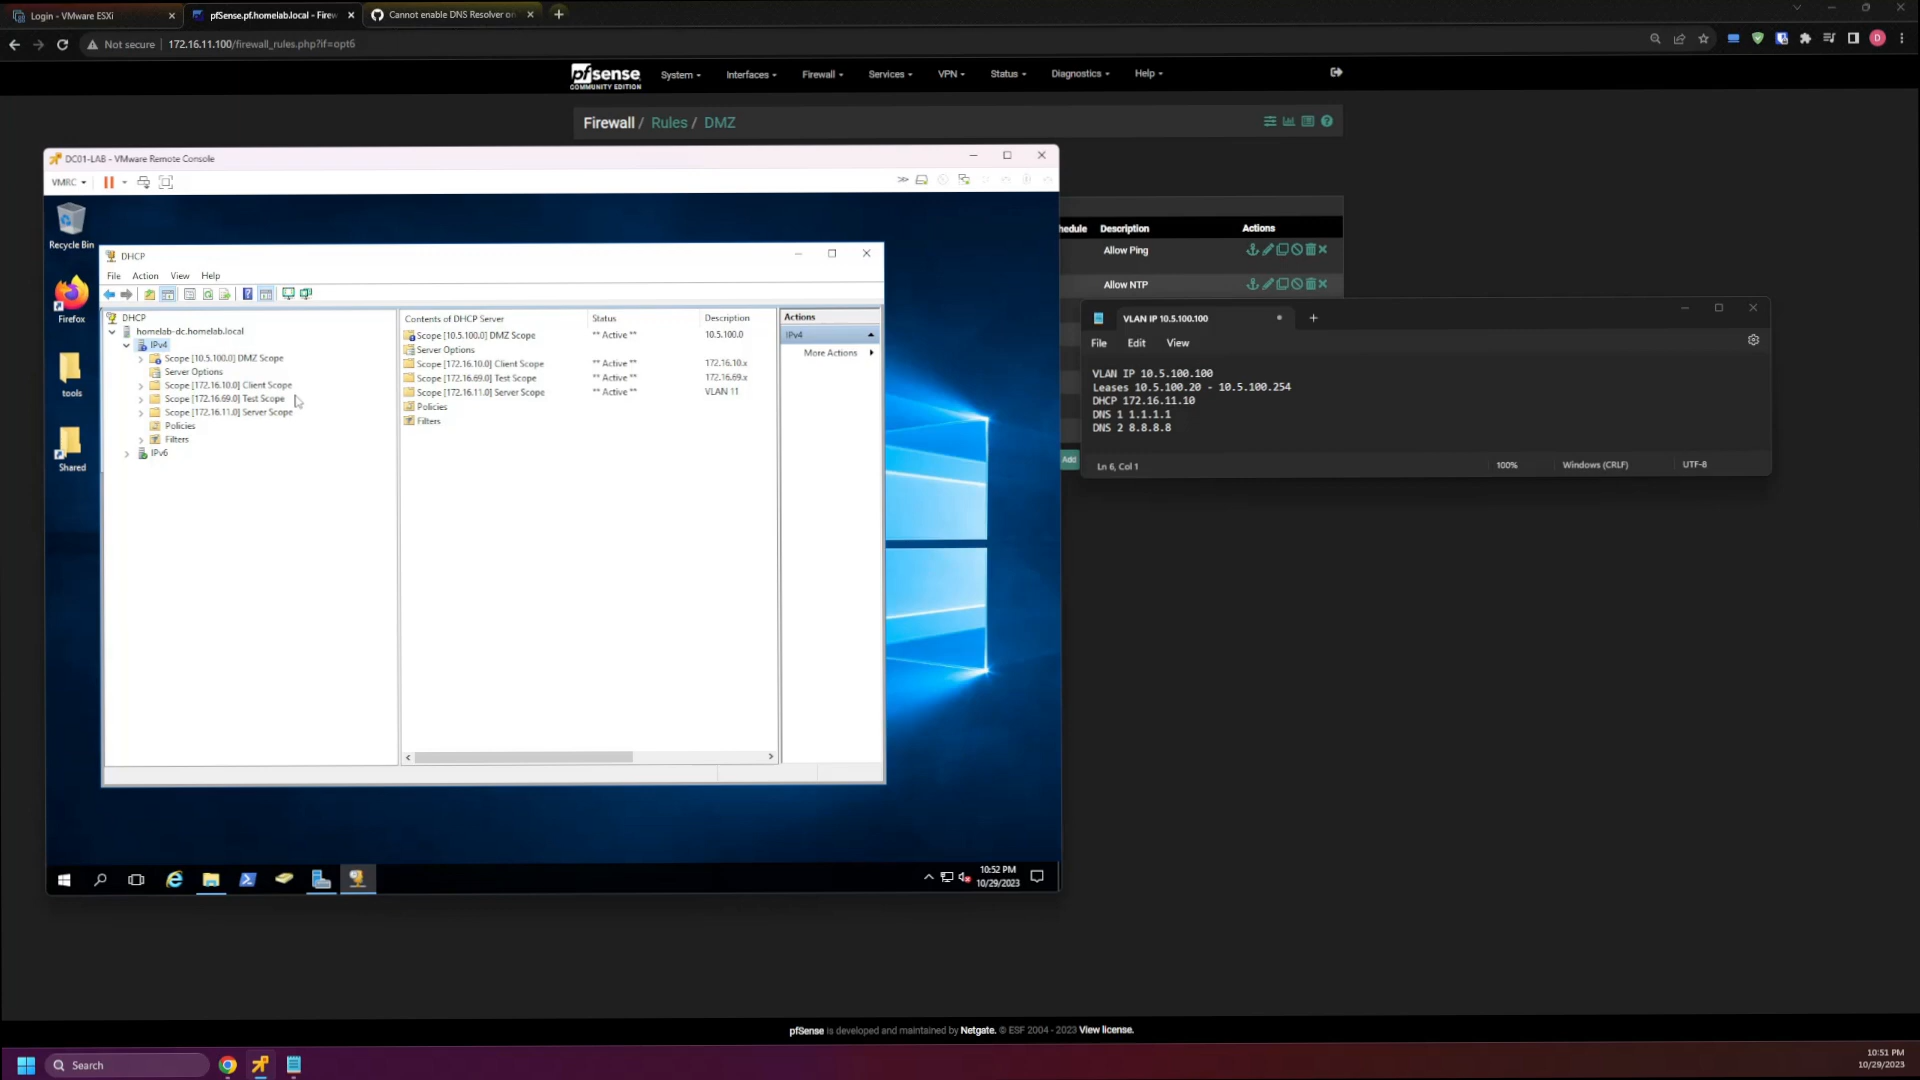 Login - VMware ESXi
pfSense.pf.homelab.local - Firew
Cannot enable DNS Resolver o
Not secure
172.16.11.100/firewall_rules.php?if=opt6
D
pfsense
COMMUNITY EDITION
System
Interfaces
Firewall
Services
VPN
Status
Diagnostics
Help
Firewall / Rules / DMZ
DC01-LAB - VMware Remote Console
VMRC
hedule
Description
Actions
Allow Ping
Allow NTP
Add
Recycle Bin
Firefox
tools
Shared
DHCP
File
Action
View
Help
DHCP
homelab-dc.homelab.local
IPv4
Scope [10.5.100.0] DMZ Scope
Server Options
Scope [172.16.10.0] Client Scope
Scope [172.16.69.0] Test Scope
Scope [172.16.11.0] Server Scope
Policies
Filters
IPv6
Contents of DHCP Server
Status
Description
Scope [10.5.100.0] DMZ Scope
** Active **
10.5.100.0
Server Options
Scope [172.16.10.0] Client Scope
** Active **
172.16.10.x
Scope [172.16.69.0] Test Scope
** Active **
172.16.69.x
Scope [172.16.11.0] Server Scope
** Active **
VLAN 11
Policies
Filters
Actions
IPv4
More Actions
VLAN IP 10.5.100.100
File
Edit
View
VLAN IP 10.5.100.100
Leases 10.5.100.20 - 10.5.100.254
DHCP 172.16.11.10
DNS 1 1.1.1.1
DNS 2 8.8.8.8
Ln 6, Col 1
100%
Windows (CRLF)
UTF-8
10:52 PM
10/29/2023
pfSense is developed and maintained by Netgate. © ESF 2004 - 2023 View license.
Search
10:51 PM
10/29/2023